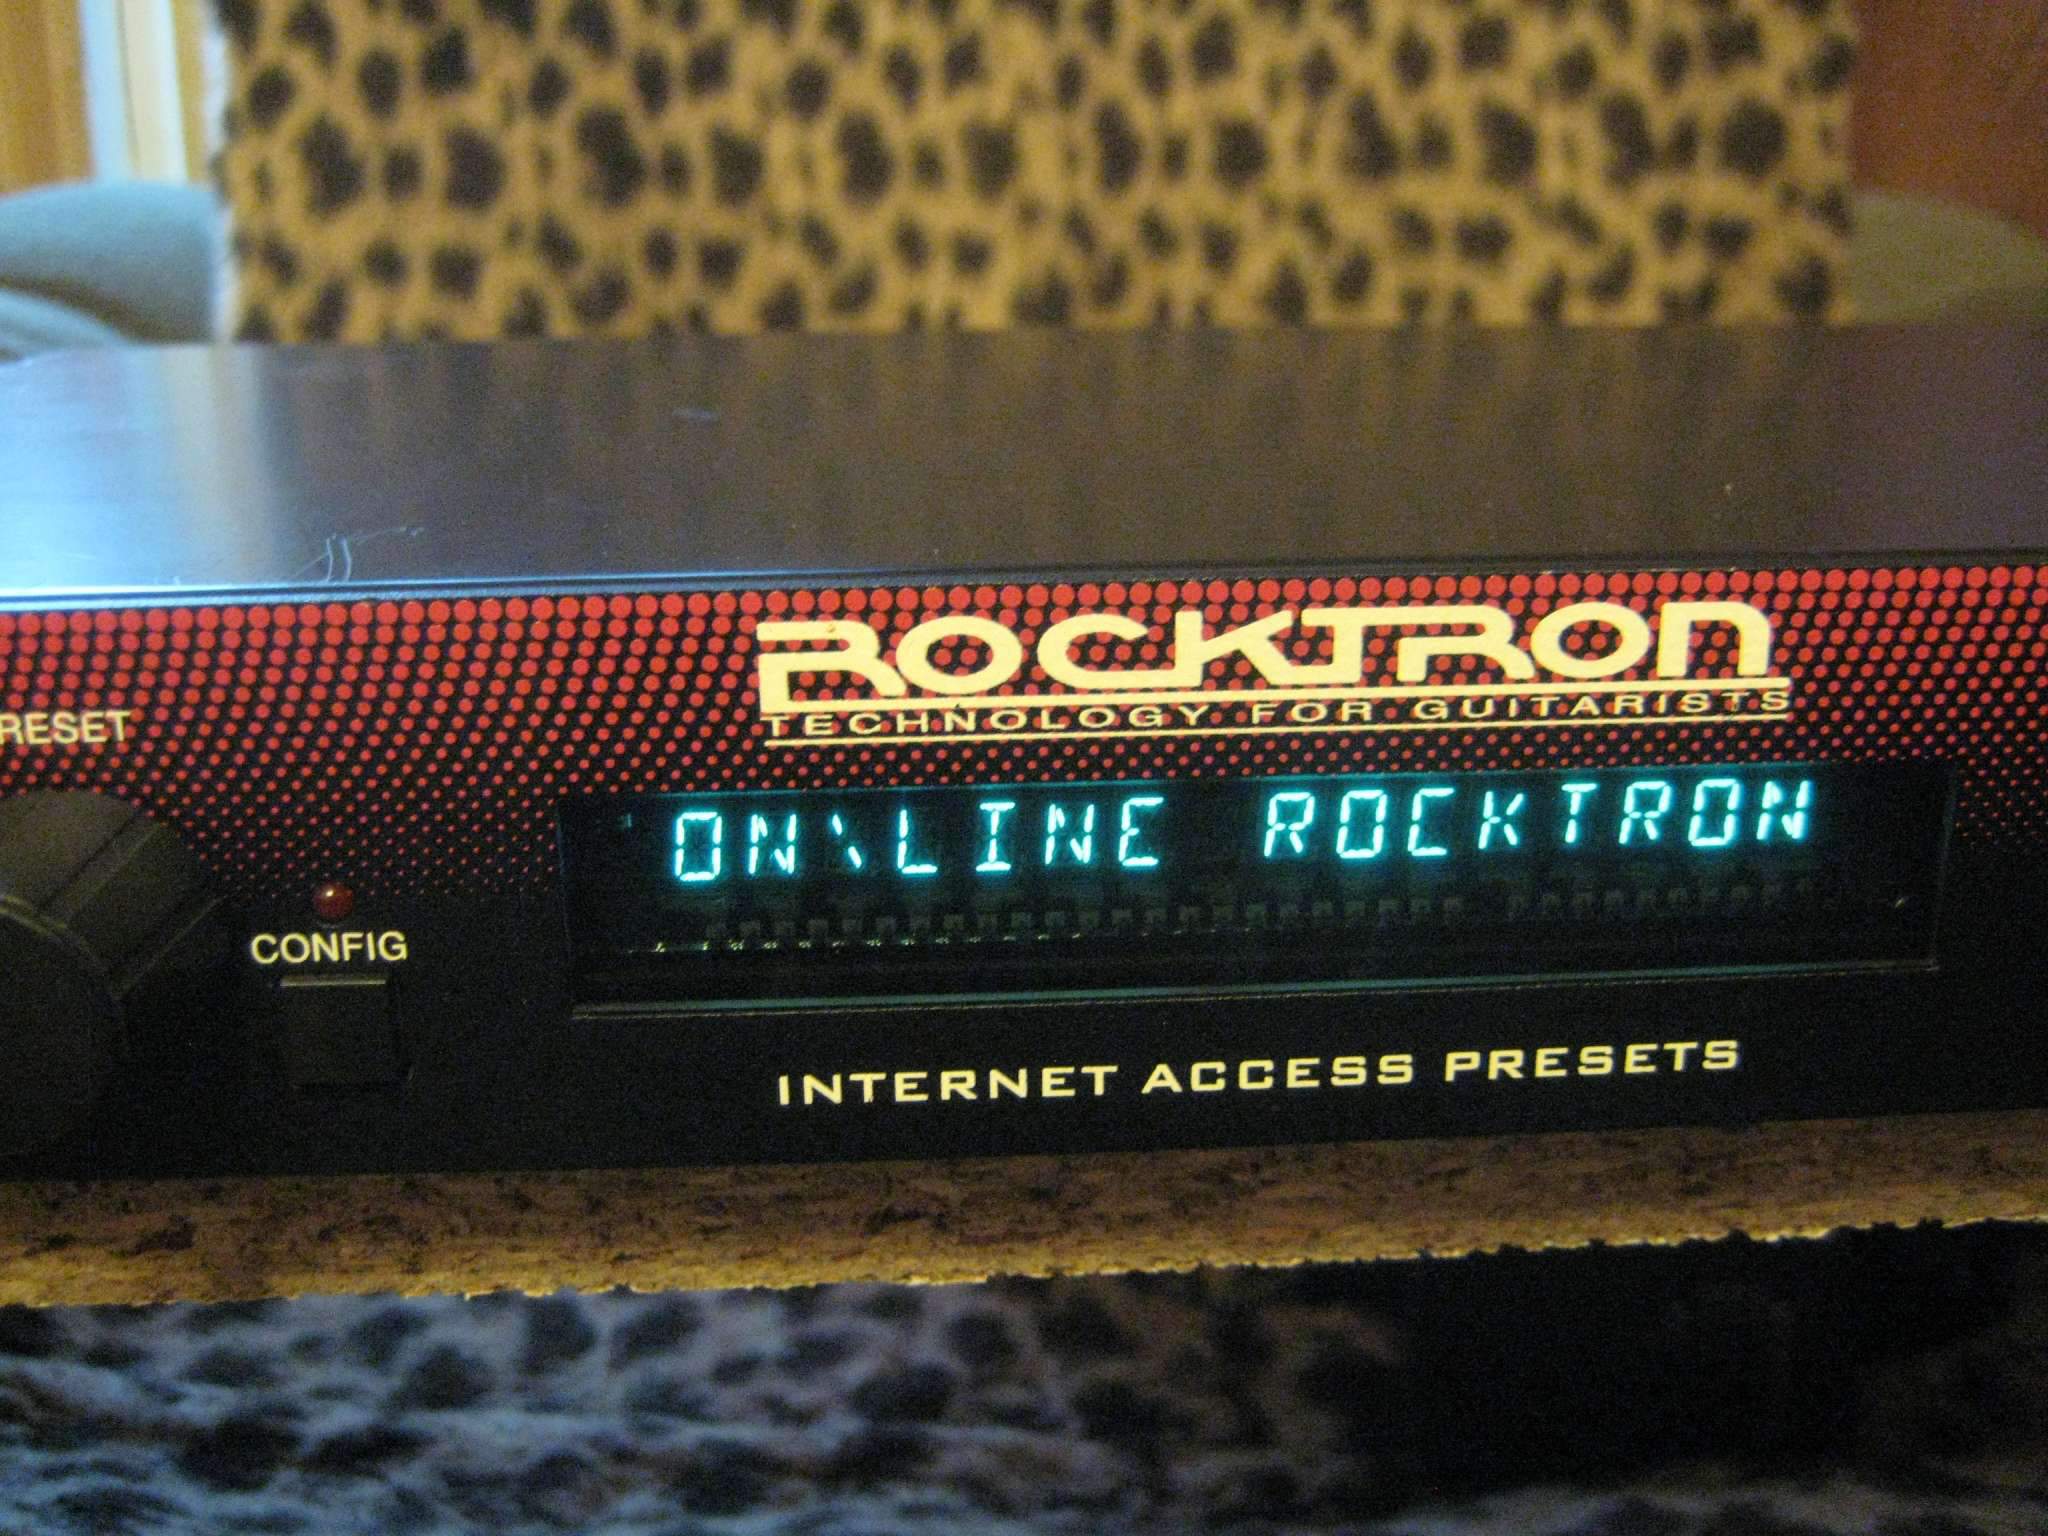 ROCKTRON
TECHNOLOGY FOR GUITARISTS
RESET
ON\LINE ROCKTRON
CONFIG
INTERNET ACCESS PRESETS